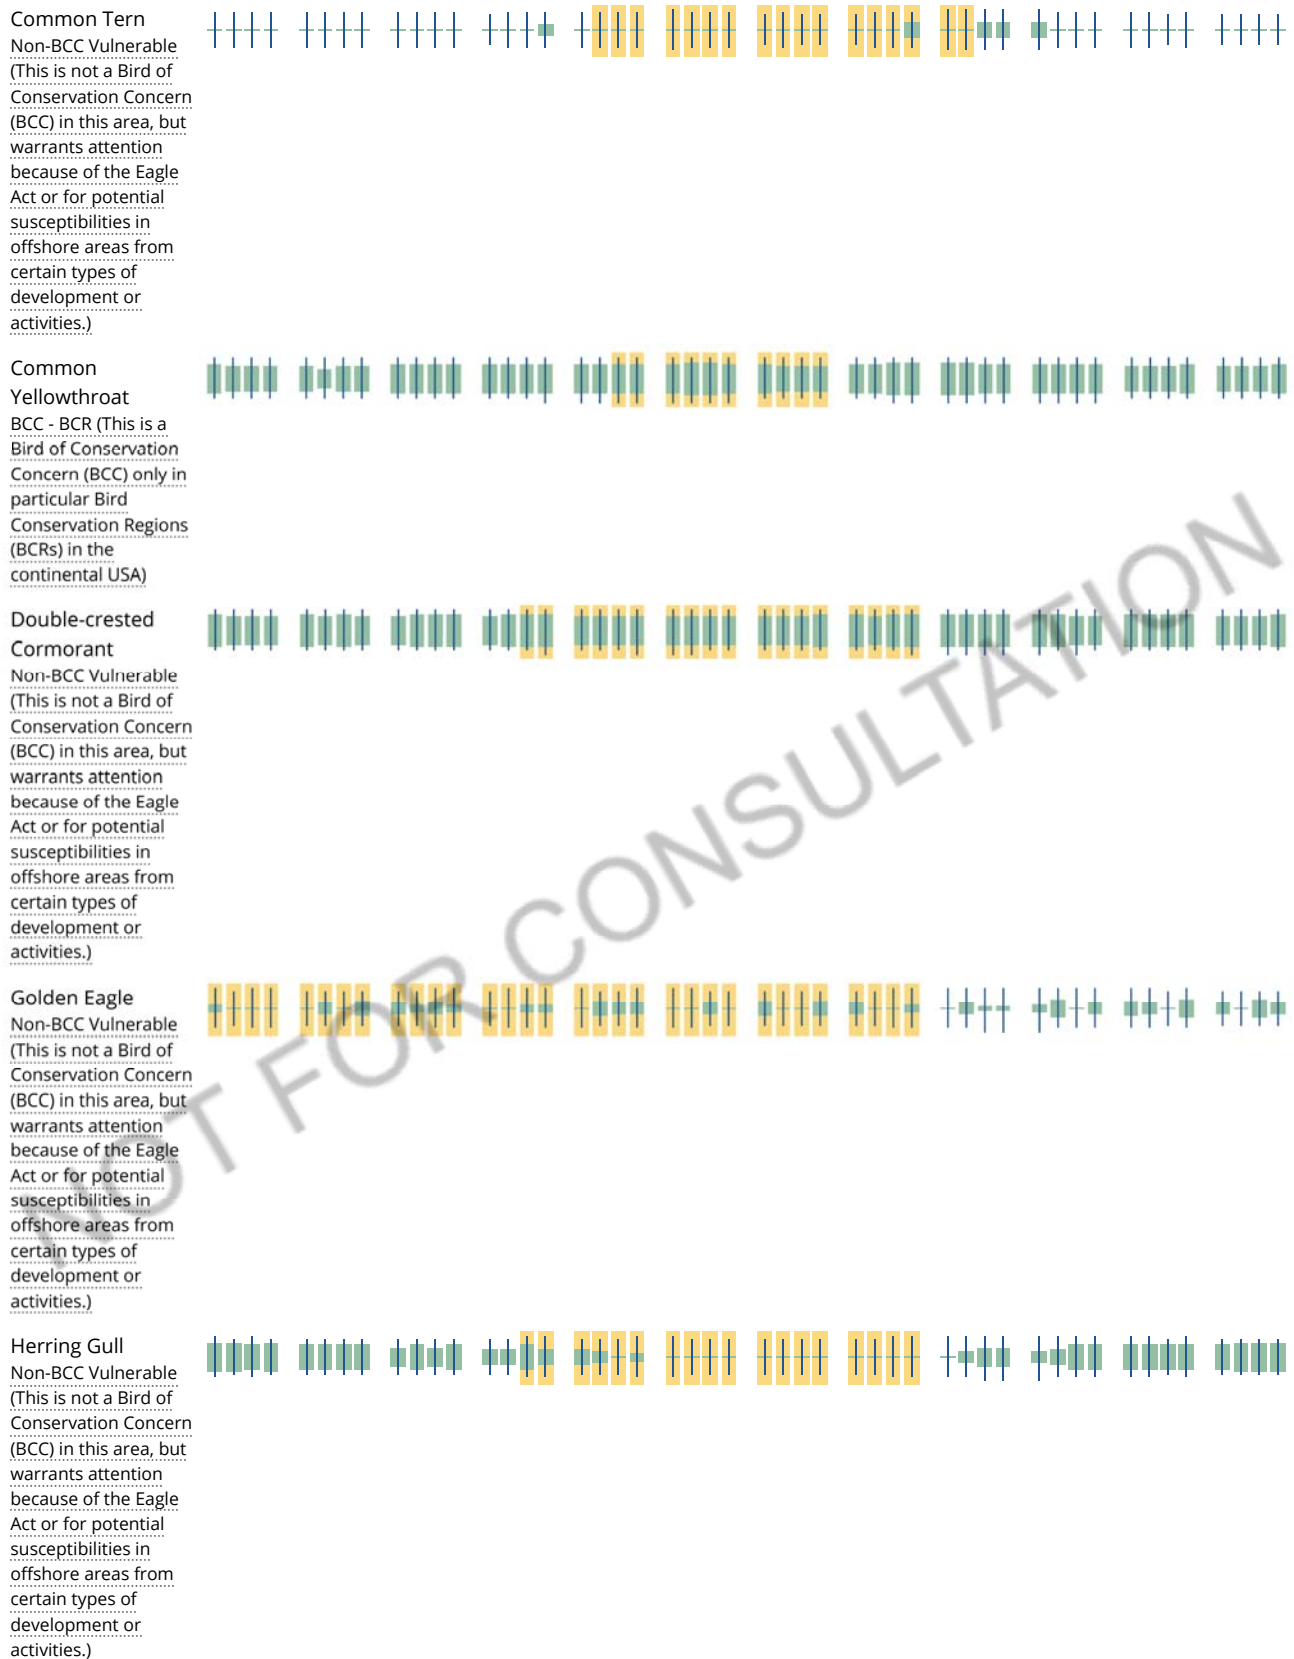 Common Tern
Non-BCC Vulnerable
(This is not a Bird of
Conservation Concern
(BCC) in this area, but
warrants attention
because of the Eagle
Act or for potential
susceptibilities in
offshore areas from
certain types of
development or
activities.)
Common
Yellowthroat
BCC - BCR (This is a
Bird of Conservation
Concern (BCC) only in
particular Bird
Conservation Regions
(BCRs) in the
continental USA)
Double-crested
Cormorant
Non-BCC Vulnerable
(This is not a Bird of
Conservation Concern
(BCC) in this area, but
warrants attention
because of the Eagle
Act or for potential
susceptibilities in
offshore areas from
certain types of
development or
activities.)
Golden Eagle
Non-BCC Vulnerable
(This is not a Bird of
Conservation Concern
(BCC) in this area, but
warrants attention
because of the Eagle
Act or for potential
susceptibilities in
offshore areas from
certain types of
development or
activities.)
Herring Gull
Non-BCC Vulnerable
(This is not a Bird of
Conservation Concern
(BCC) in this area, but
warrants attention
because of the Eagle
Act or for potential
susceptibilities in
offshore areas from
certain types of
development or
activities.)
NOT FOR CONSULTATION